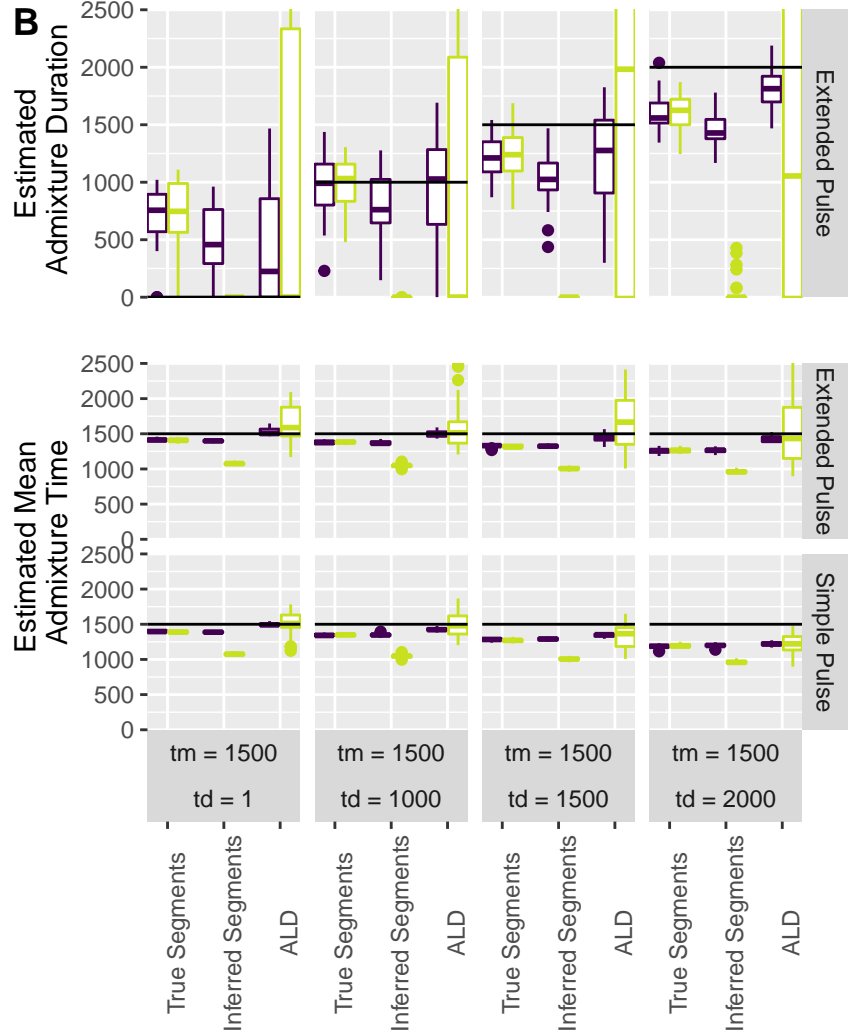 B
Estimated
Admixture Duration
2500
2000
1500
1000
500
0
Extended Pulse
Estimated Mean
Admixture Time
2500
2000
1500
1000
500
0
Extended Pulse
2500
2000
1500
1000
500
0
Simple Pulse
tm = 1500
tm = 1500
tm = 1500
tm = 1500
td = 1
td = 1000
td = 1500
td = 2000
True Segments
Inferred Segments
ALD
True Segments
Inferred Segments
ALD
True Segments
Inferred Segments
ALD
True Segments
Inferred Segments
ALD